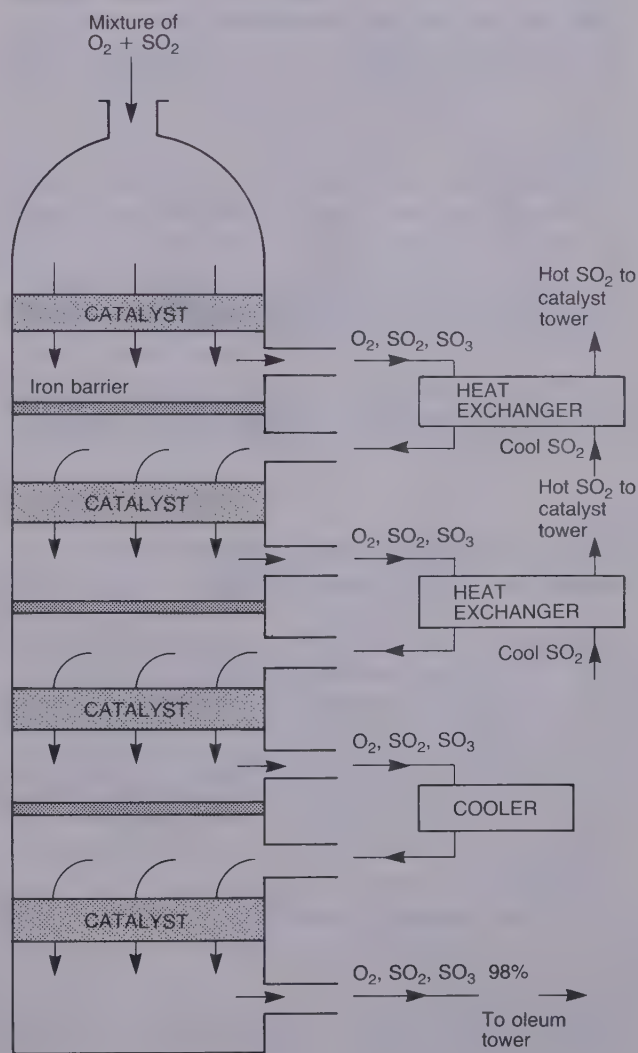 Mixture of
O₂ + SO₂
CATALYST
Hot SO₂ to
catalyst
tower
O₂, SO₂, SO₃
Iron barrier
HEAT
EXCHANGER
Cool SO₂
CATALYST
Hot SO₂ to
catalyst
tower
O₂, SO₂, SO₃
HEAT
EXCHANGER
Cool SO₂
CATALYST
O₂, SO₂, SO₃
COOLER
CATALYST
O₂, SO₂, SO₃ 98%
To oleum
tower